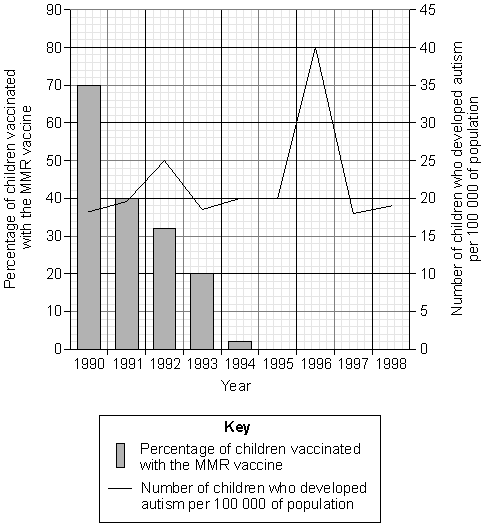 Percentage of children vaccinated
with the MMR vaccine
90
80
70
60
50
40
30
20
10
0
45
40
35
30
25
20
15
10
5
0
Number of children who developed autism
per 100 000 of population
1990 1991 1992 1993 1994 1995 1996 1997 1998
Year
Key
Percentage of children vaccinated
with the MMR vaccine
Number of children who developed
autism per 100 000 of population